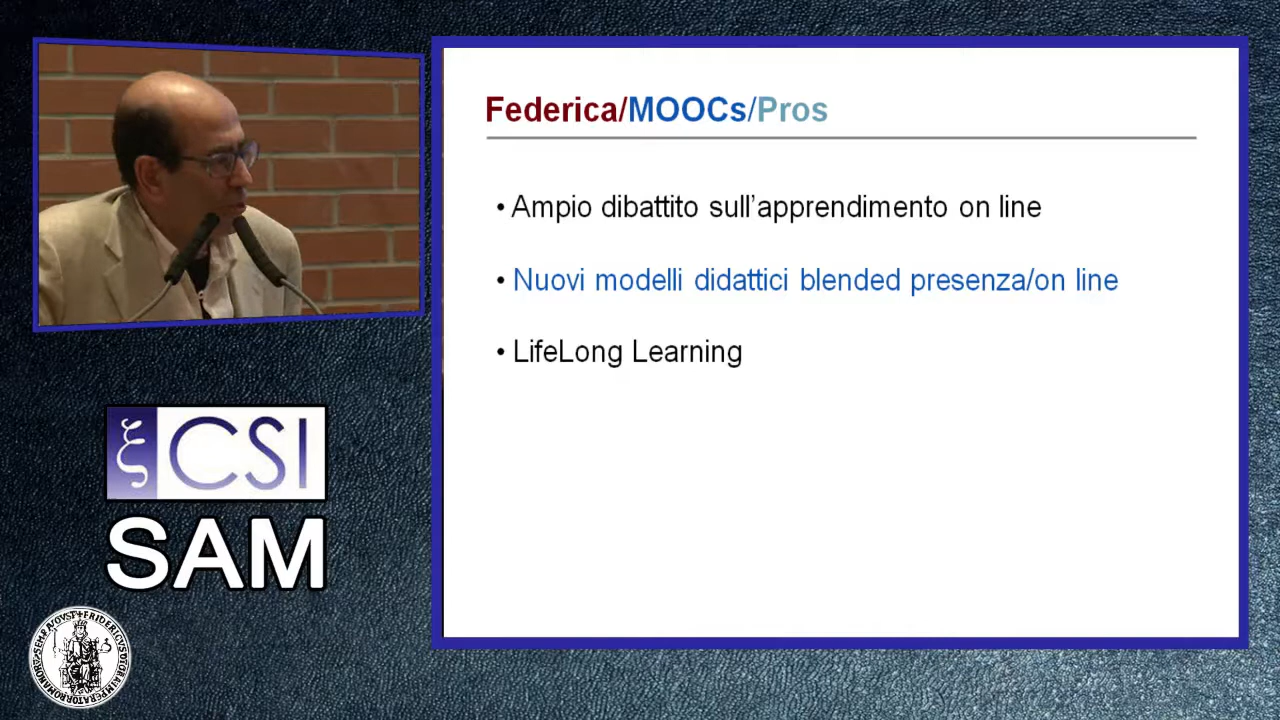 Federica/MOOCs/Pros
• Ampio dibattito sull'apprendimento on line
• Nuovi modelli didattici blended presenza/on line
• LifeLong Learning
ξCSI
SAM